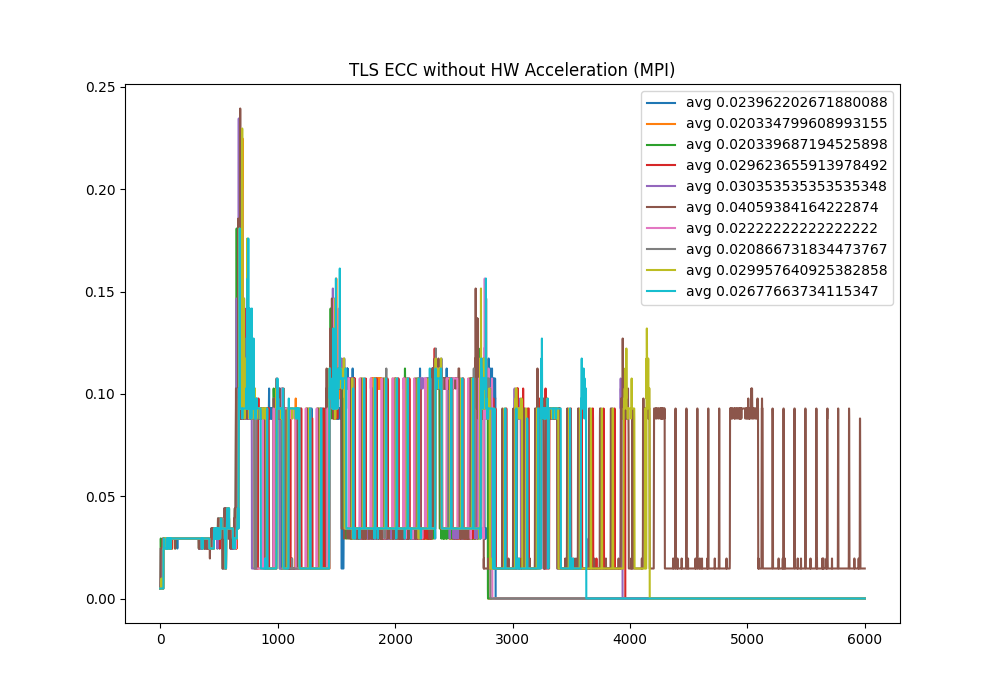 TLS ECC without HW Acceleration (MPI)
0.25
0.20
0.15
0.10
0.05
0.00
avg 0.023962202671880088
avg 0.020334799608993155
avg 0.020339687194525898
avg 0.029623655913978492
avg 0.030353535353535348
avg 0.04059384164222874
avg 0.02222222222222222
avg 0.020866731834473767
avg 0.029957640925382858
avg 0.02677663734115347
0 1000 2000 3000 4000 5000 6000